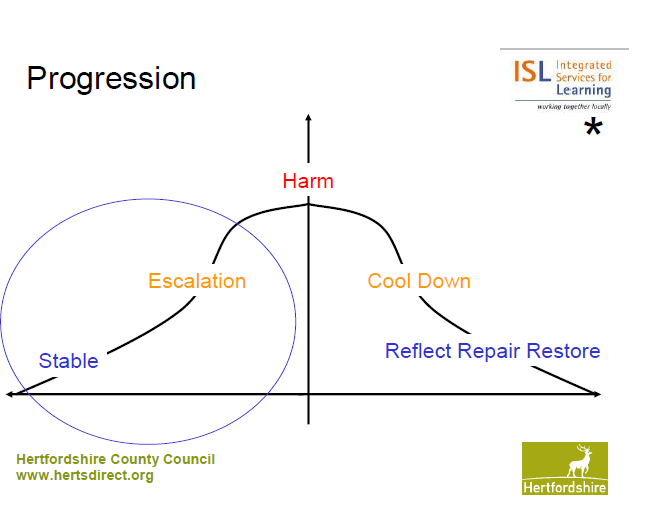 Progression
ISL Integrated
Services for
Learning
working together locally
*
Harm
Escalation
Cool Down
Stable
Reflect Repair Restore
Hertfordshire County Council
www.hertsdirect.org
Hertfordshire